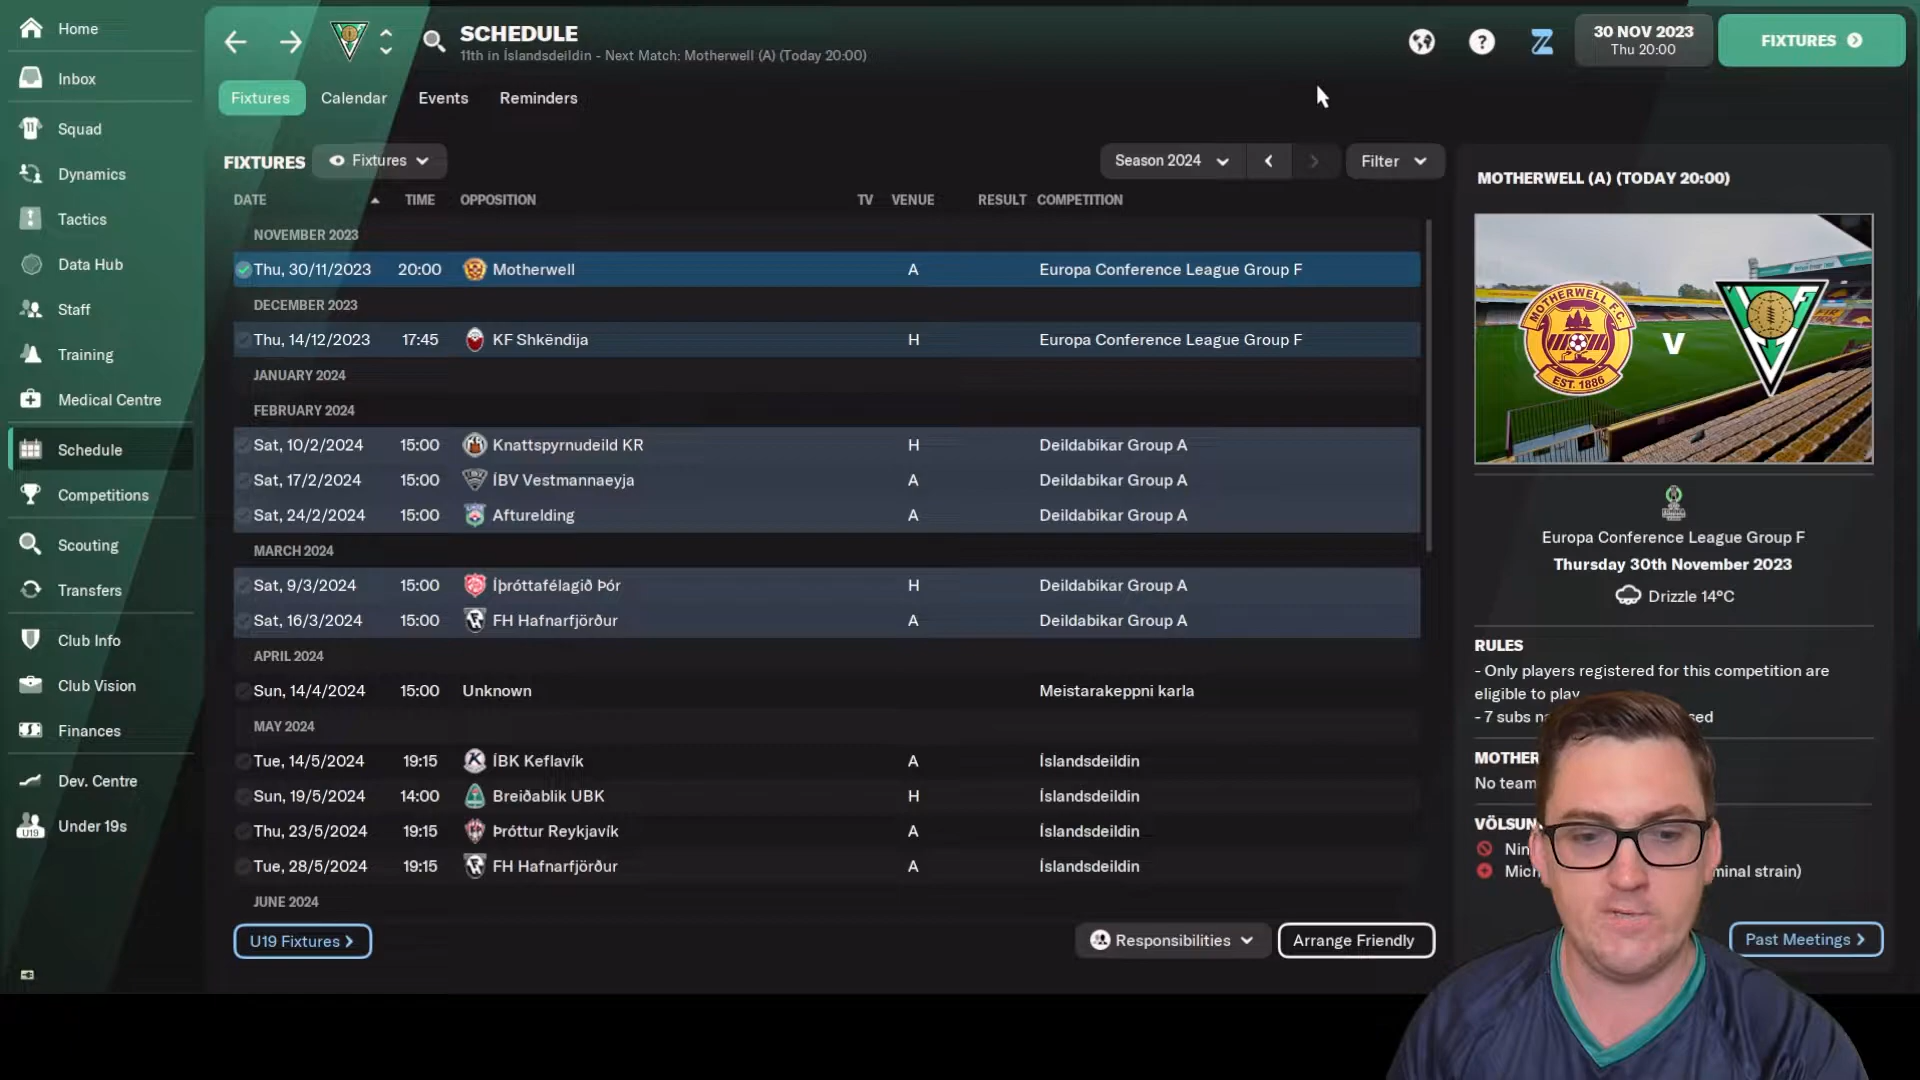 Home
Inbox
Squad
Dynamics
Tactics
Data Hub
Staff
Training
Medical Centre
Schedule
Competitions
Scouting
Transfers
Club Info
Club Vision
Finances
Dev. Centre
U19 Under 19s
SCHEDULE
11th in Íslandsdeildin - Next Match: Motherwell (A) (Today 20:00)
30 NOV 2023
Thu 20:00
FIXTURES
Fixtures Calendar Events Reminders
FIXTURES Fixtures Season 2024 Filter
DATE TIME OPPOSITION TV VENUE RESULT COMPETITION
NOVEMBER 2023
Thu, 30/11/2023 20:00 Motherwell A Europa Conference League Group F
DECEMBER 2023
Thu, 14/12/2023 17:45 KF Shkëndija H Europa Conference League Group F
JANUARY 2024
FEBRUARY 2024
Sat, 10/2/2024 15:00 Knattspyrnudeild KR H Deildabikar Group A
Sat, 17/2/2024 15:00 ÍBV Vestmannaeyja A Deildabikar Group A
Sat, 24/2/2024 15:00 Afturelding A Deildabikar Group A
MARCH 2024
Sat, 9/3/2024 15:00 Íþróttafélagið Þór H Deildabikar Group A
Sat, 16/3/2024 15:00 FH Hafnarfjörður A Deildabikar Group A
APRIL 2024
Sun, 14/4/2024 15:00 Unknown Meistarakeppni karla
MAY 2024
Tue, 14/5/2024 19:15 ÍBK Keflavík A Íslandsdeildin
Sun, 19/5/2024 14:00 Breiðablik UBK H Íslandsdeildin
Thu, 23/5/2024 19:15 Þróttur Reykjavík A Íslandsdeildin
Tue, 28/5/2024 19:15 FH Hafnarfjörður A Íslandsdeildin
JUNE 2024
U19 Fixtures Responsibilities Arrange Friendly
MOTHERWELL (A) (TODAY 20:00)
MOTHERWELL F.C.
EST. 1886
V
Europa Conference League Group F
Thursday 30th November 2023
Drizzle 14°C
RULES
- Only players registered for this competition are
eligible to play
- 7 subs
No team
minal strain)
Past Meetings